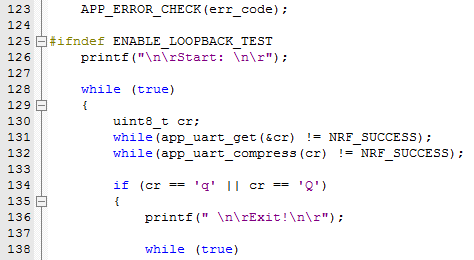 123 APP_ERROR_CHECK(err_code);
124
125 #ifndef ENABLE_LOOPBACK_TEST
126 printf("\n\rStart: \n\r");
127
128 while (true)
129 {
130 uint8_t cr;
131 while(app_uart_get(&cr) != NRF_SUCCESS);
132 while(app_uart_compress(cr) != NRF_SUCCESS);
133
134 if (cr == 'q' || cr == 'Q')
135 {
136 printf(" \n\rExit!\n\r");
137
138 while (true)